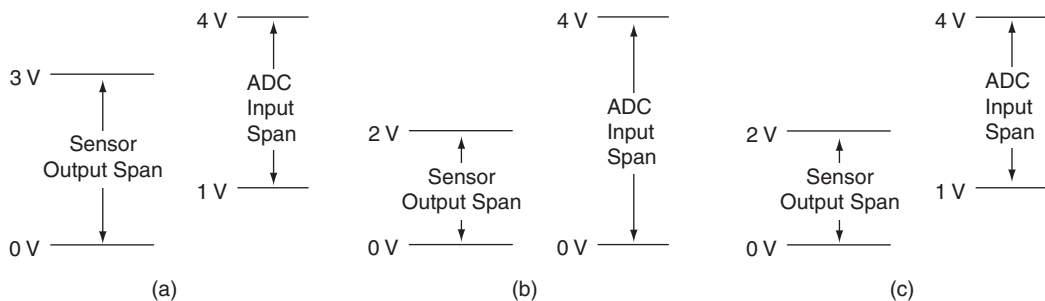 3 V
Sensor
Output Span
0 V
4 V
ADC
Input
Span
1 V
(a)
2 V
Sensor
Output Span
0 V
4 V
ADC
Input
Span
0 V
(b)
2 V
Sensor
Output Span
0 V
4 V
ADC
Input
Span
1 V
(c)